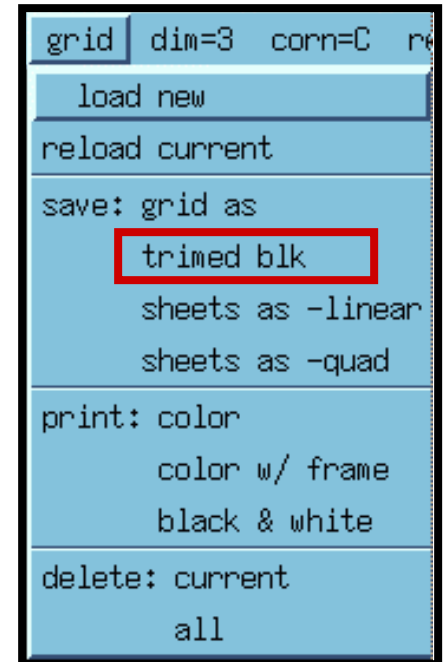 grid dim=3 corn=C
load new
reload current
save: grid as
trimed blk
sheets as -linear
sheets as -quad
print: color
color w/ frame
black & white
delete: current
all